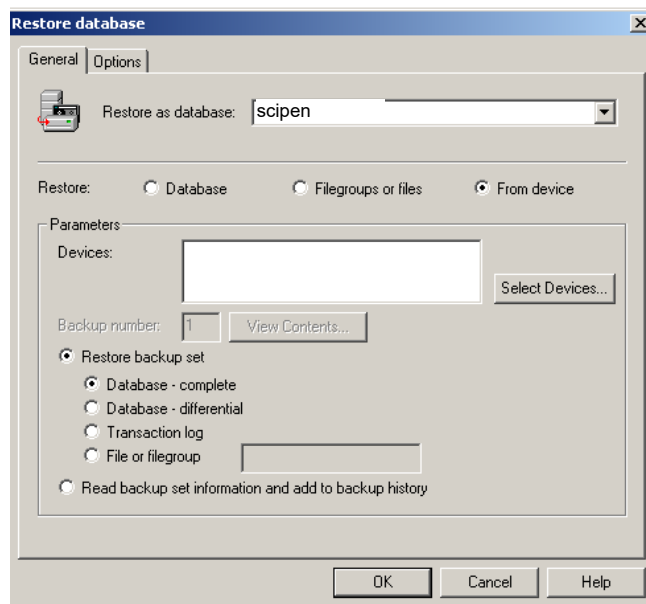 Restore database
General Options
Restore as database: scipen
Restore: Database Filegroups or files From device
Parameters
Devices:
Select Devices...
Backup number: 1 View Contents...
Restore backup set
Database - complete
Database - differential
Transaction log
File or filegroup
Read backup set information and add to backup history
OK Cancel Help